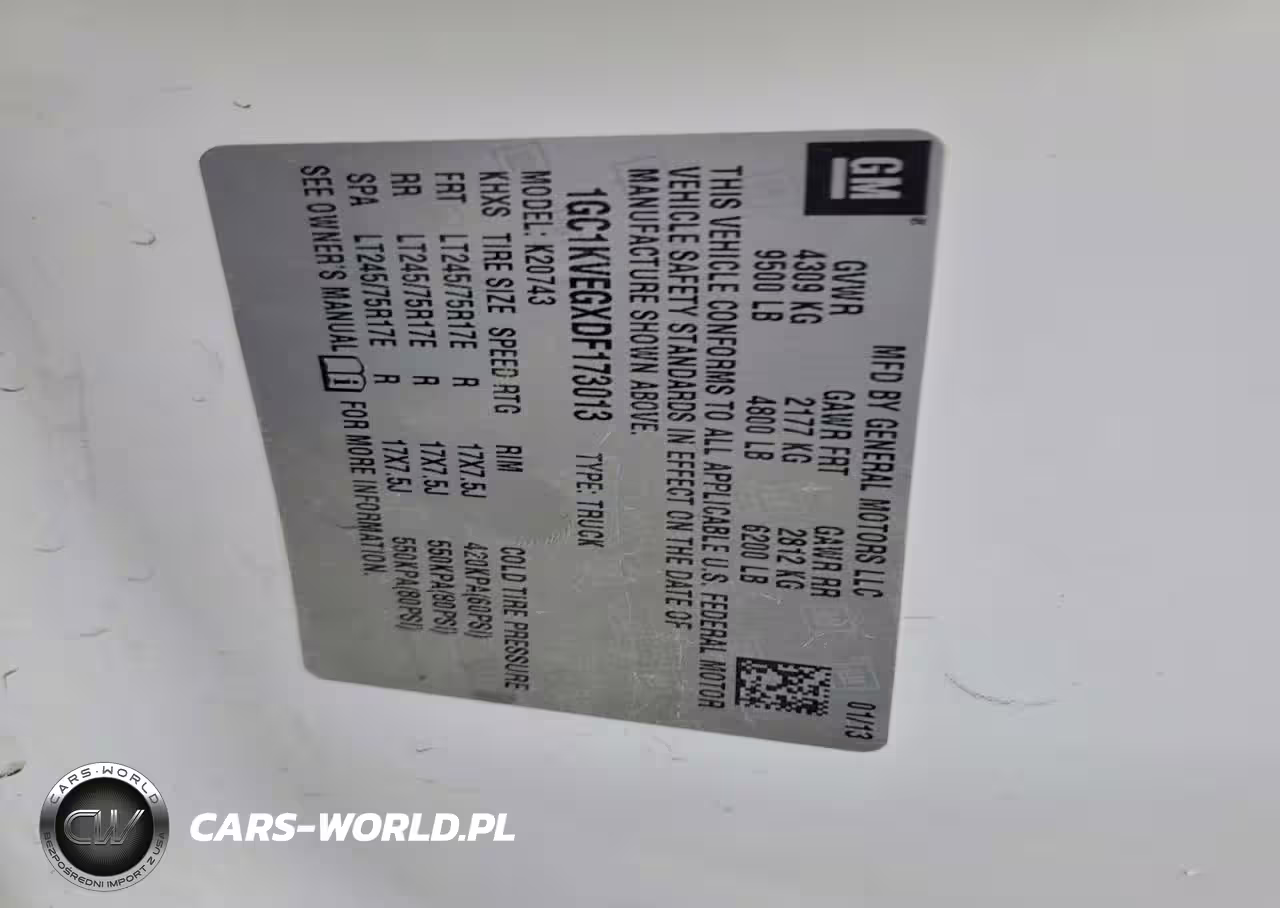 GM
MFD BY GENERAL MOTORS LLC
01/13
GVWR GAWR FRT GAWR RR
4309 KG 2177 KG 2812 KG
9500 LB 4800 LB 6200 LB
THIS VEHICLE CONFORMS TO ALL APPLICABLE U.S. FEDERAL MOTOR
VEHICLE SAFETY STANDARDS IN EFFECT ON THE DATE OF
MANUFACTURE SHOWN ABOVE.
1GC1KVEGXDF173013 TYPE: TRUCK
MODEL: K20743
KHXS TIRE SIZE SPEED RTG RIM COLD TIRE PRESSURE
FRT LT245/75R17E R 17X7.5J 420KPA(60PSI)
RR LT245/75R17E R 17X7.5J 550KPA(80PSI)
SPA LT245/75R17E R 17X7.5J 550KPA(80PSI)
SEE OWNER'S MANUAL FOR MORE INFORMATION.
CARS-WORLD
CW
BEZPOŚREDNI IMPORT Z USA
CARS-WORLD.PL